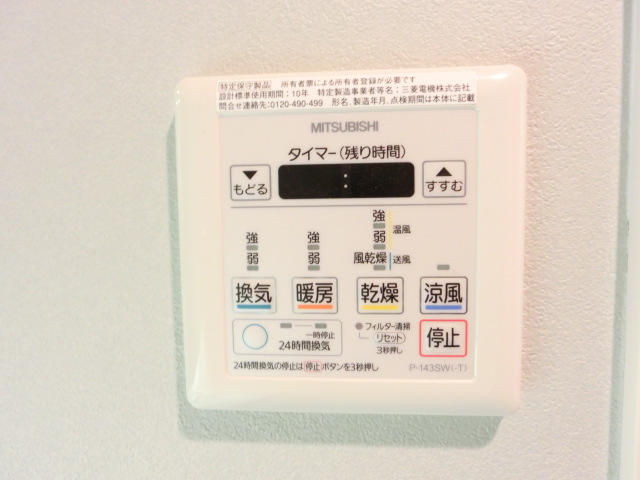 特定保守製品 所有者票による所有者登録が必要です
設計標準使用期間：10年 特定製造事業者等名：三菱電機株式会社
問合せ連絡先：0120-490-499 形名、製造年月、点検期間は本体に記載
MITSUBISHI
タイマー(残り時間)
▼ もどる
:
▲ すすむ
強
強 強 弱 温風
弱 弱 風乾燥 送風
換気 暖房 乾燥 涼風
一時停止
24時間換気
フィルター清掃
リセット
3秒押し
停止
24時間換気の停止は 停止 ボタンを3秒押し
P-143SW(-T)